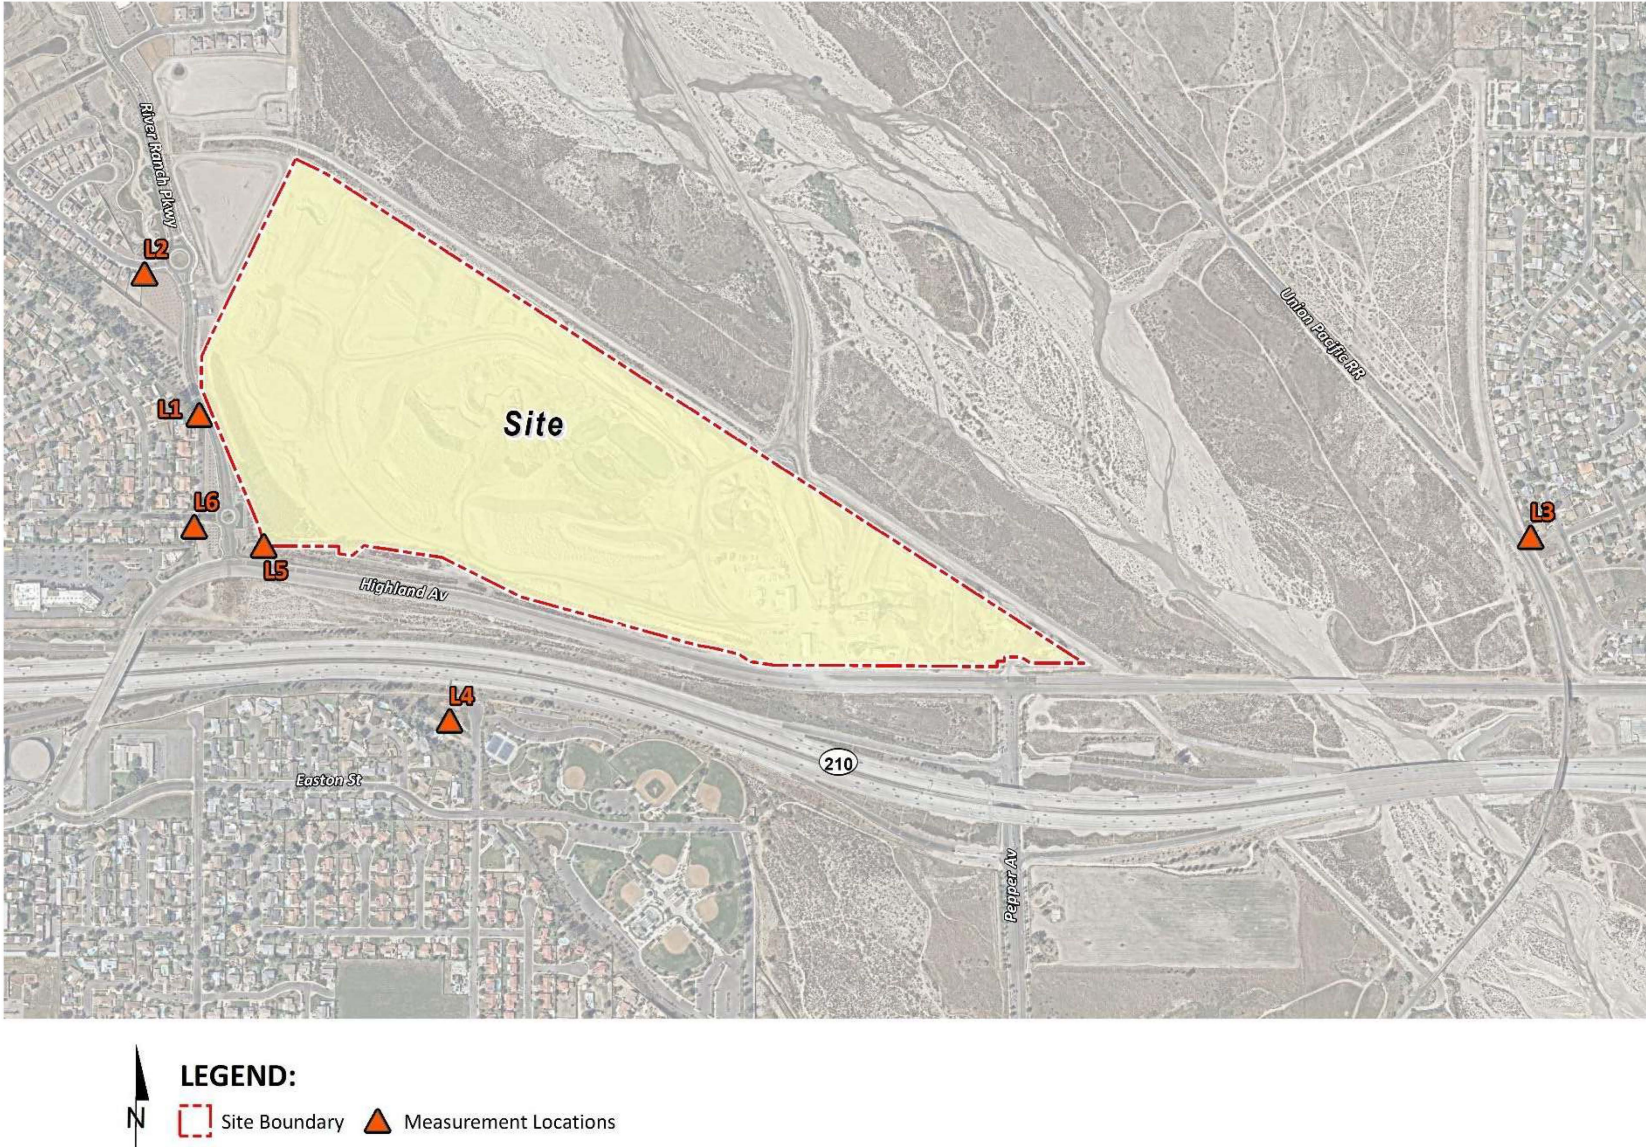 River Ranch Pkwy
L2
Union Pacific RR
L1
Site
L6
L3
L5
Highland Av
L4
210
Easton St
Pepper Av
N
LEGEND:
Site Boundary
Measurement Locations